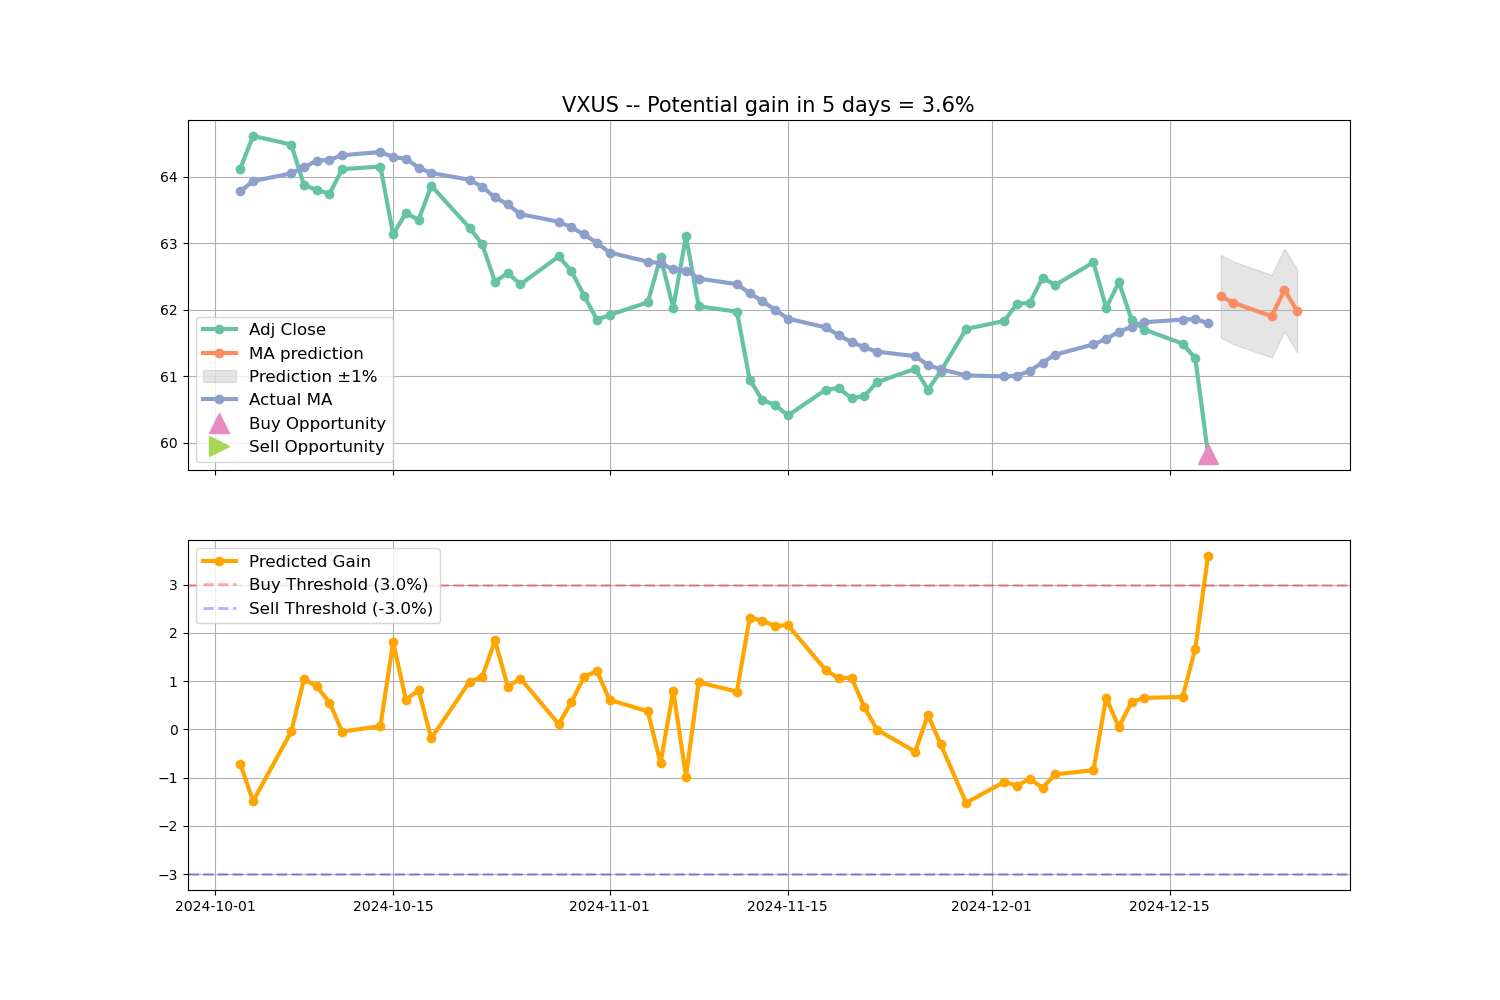 VXUS -- Potential gain in 5 days = 3.6%
64
63
62
61
60
Adj Close
MA prediction
Prediction ±1%
Actual MA
Buy Opportunity
Sell Opportunity
3
2
1
0
−1
−2
−3
Predicted Gain
Buy Threshold (3.0%)
Sell Threshold (-3.0%)
2024-10-01
2024-10-15
2024-11-01
2024-11-15
2024-12-01
2024-12-15